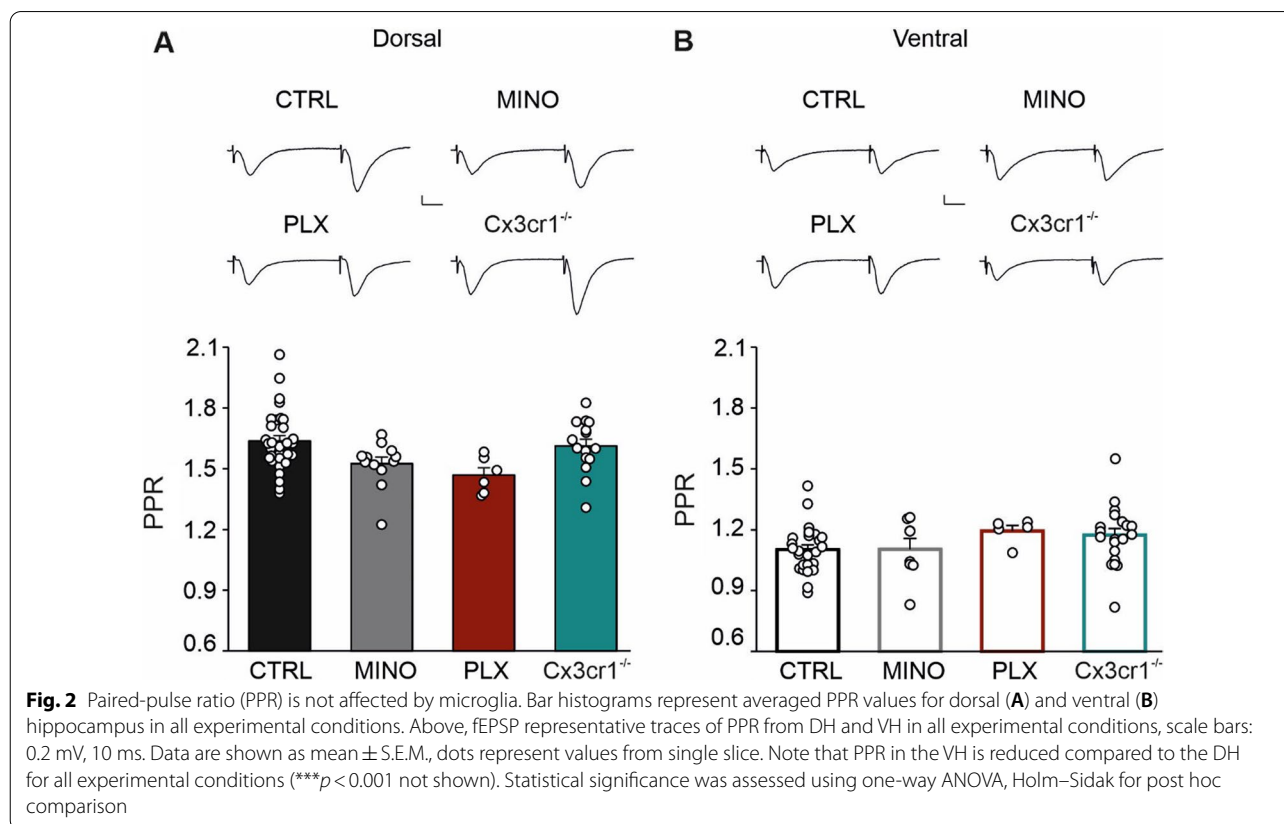 A Dorsal
B Ventral
CTRL MINO
CTRL MINO
PLX Cx3cr1-/-
PLX Cx3cr1-/-
2.1
1.8
1.5
1.2
0.9
0.6
PPR
CTRL MINO PLX Cx3cr1-/-
2.1
1.8
1.5
1.2
0.9
0.6
PPR
CTRL MINO PLX Cx3cr1-/-
Fig. 2 Paired-pulse ratio (PPR) is not affected by microglia. Bar histograms represent averaged PPR values for dorsal (A) and ventral (B)
hippocampus in all experimental conditions. Above, fEPSP representative traces of PPR from DH and VH in all experimental conditions, scale bars:
0.2 mV, 10 ms. Data are shown as mean ± S.E.M., dots represent values from single slice. Note that PPR in the VH is reduced compared to the DH
for all experimental conditions (***p < 0.001 not shown). Statistical significance was assessed using one-way ANOVA, Holm–Sidak for post hoc
comparison